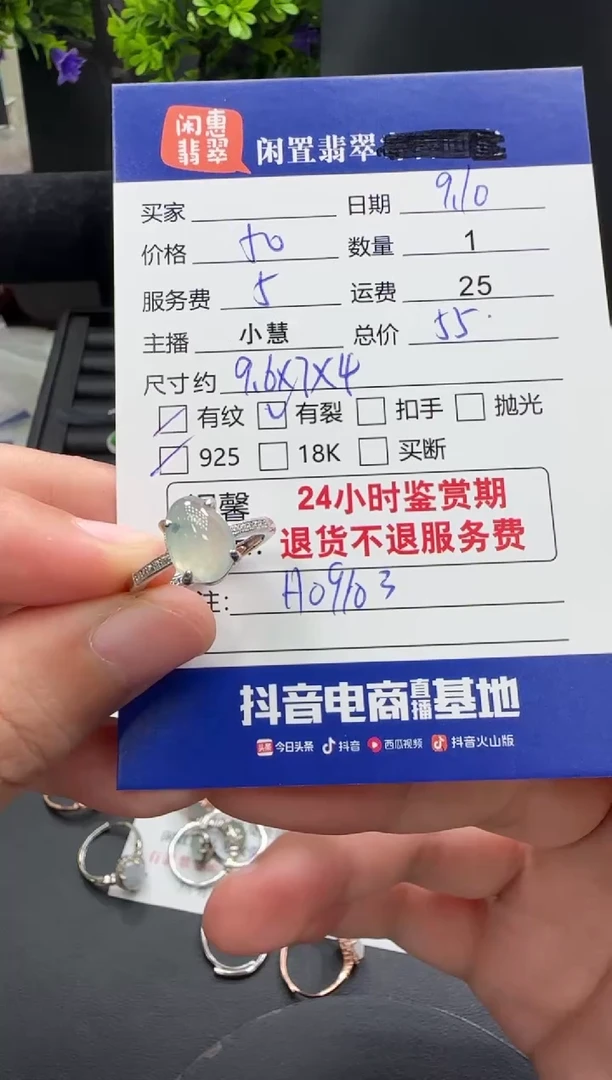 闲惠
翡翠
闲置翡翠
买家 日期 9.10
价格 50 数量 1
服务费 5 运费 25
主播 小慧 总价 55.
尺寸约 9.6X7X4
有纹 有裂 扣手 抛光
925 18K 买断
馨 24小时鉴赏期
退货不退服务费
注: A09103
抖音电商直播基地
头条 今日头条 抖音 西瓜视频 抖音火山版